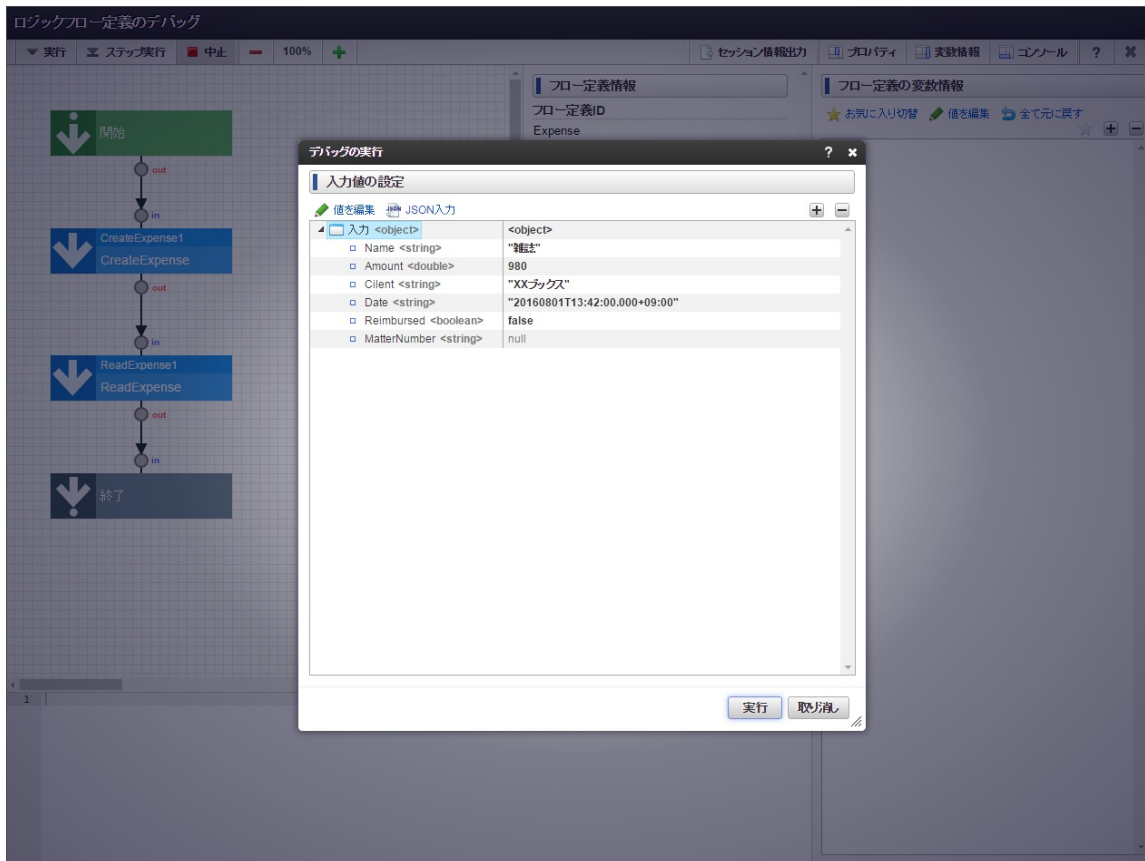 ロジックフロー定義のデバッグ
実行 ステップ実行 中止 100% セッション情報出力 プロパティ 変数情報 コンソール ? ✖
フロー定義情報
フロー定義ID
Expense
フロー定義の変数情報
お気に入り切替 値を編集 全て元に戻す
開始
out
in
CreateExpense1
CreateExpense
out
in
ReadExpense1
ReadExpense
out
in
終了
デバッグの実行 ? ✖
入力値の設定
値を編集 JSON入力
入力 <object> <object>
Name <string> "雑誌"
Amount <double> 980
Cilent <string> "XXブックス"
Date <string> "20160801T13:42:00.000+09:00"
Reimbursed <boolean> false
MatterNumber <string> null
実行 取り消し
1